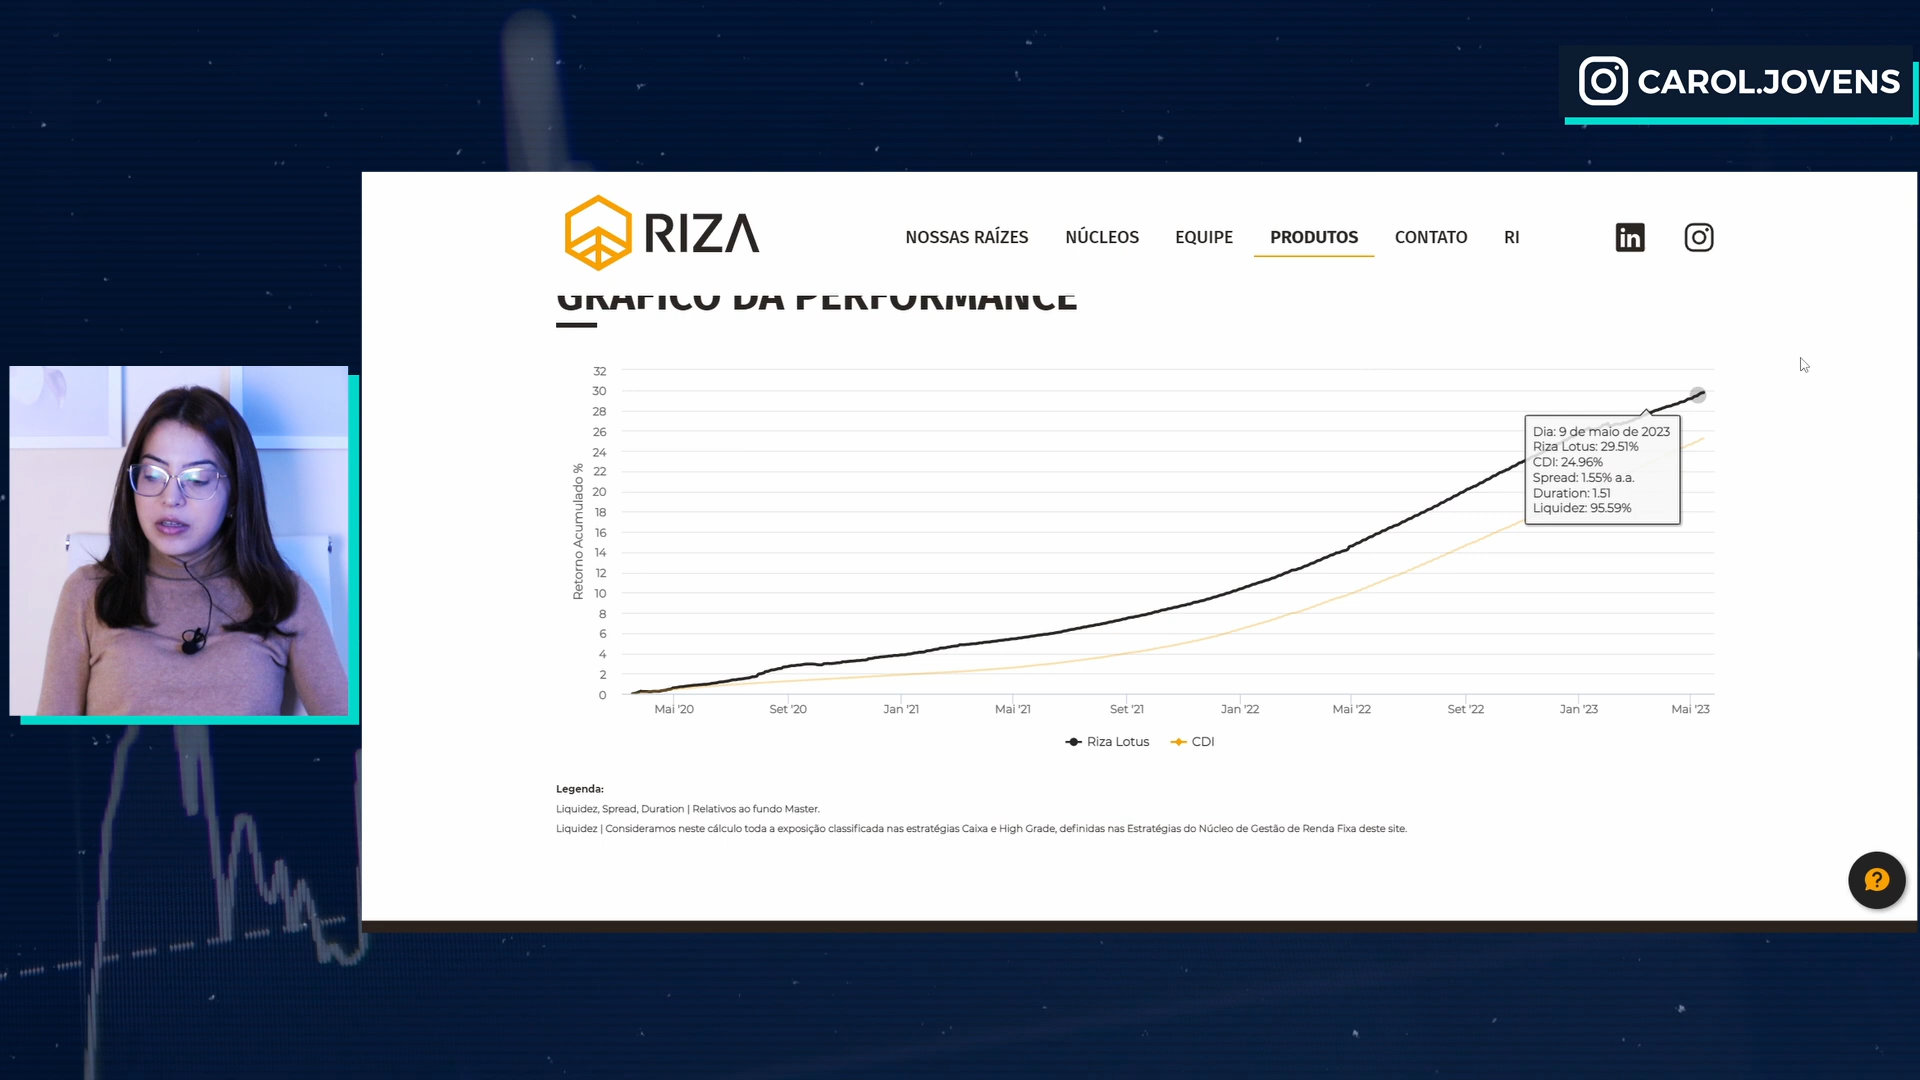 CAROL.JOVENS
RIZA
NOSSAS RAÍZES NÚCLEOS EQUIPE PRODUTOS CONTATO RI
GRÁFICO DA PERFORMANCE
32
30
28
26
24
22
20
18
16
14
12
10
8
6
4
2
0
Retorno Acumulado %
Dia: 9 de maio de 2023
Riza Lotus: 29.51%
CDI: 24.96%
Spread: 1.55% a.a.
Duration: 1.51
Liquidez: 95.59%
Mai '20 Set '20 Jan '21 Mai '21 Set '21 Jan '22 Mai '22 Set '22 Jan '23 Mai '23
Riza Lotus CDI
Legenda:
Liquidez, Spread, Duration | Relativos ao fundo Master.
Liquidez | Consideramos neste cálculo toda a exposição classificada nas estratégias Caixa e High Grade, definidas nas Estratégias do Núcleo de Gestão de Renda Fixa deste site.